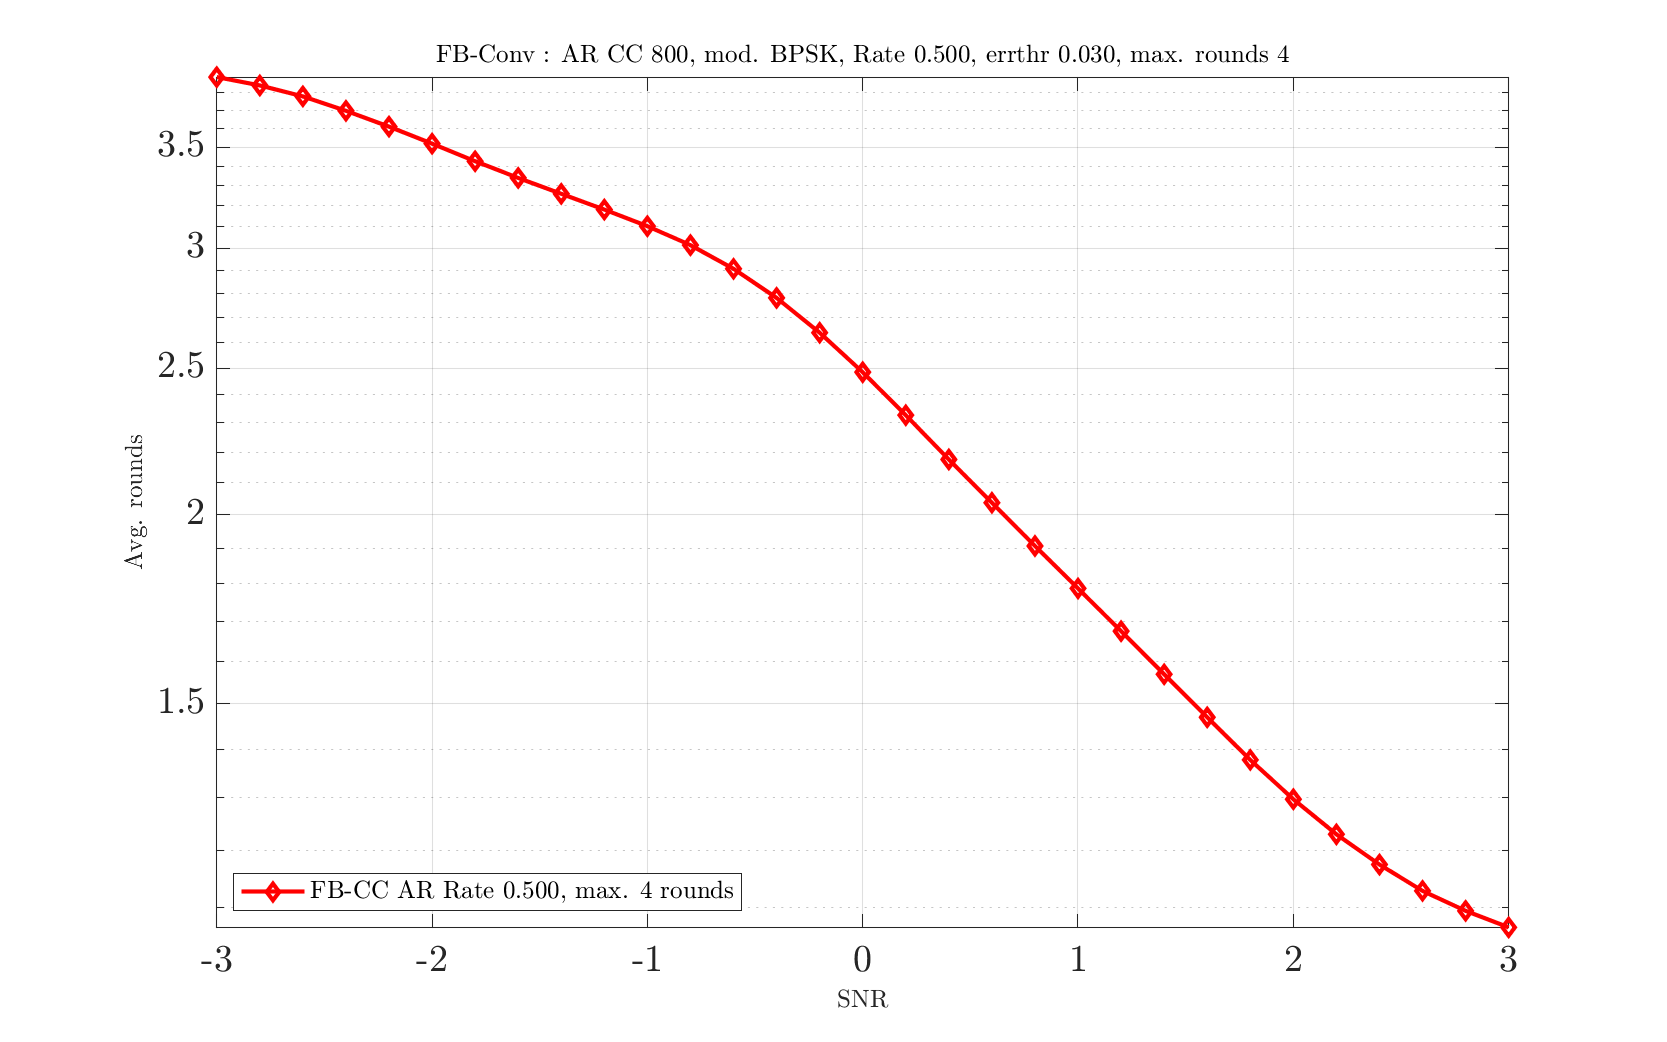 FB-Conv : AR CC 800, mod. BPSK, Rate 0.500, errthr 0.030, max. rounds 4
3.5
3
2.5
2
1.5
Avg. rounds
FB-CC AR Rate 0.500, max. 4 rounds
-3 -2 -1 0 1 2 3
SNR